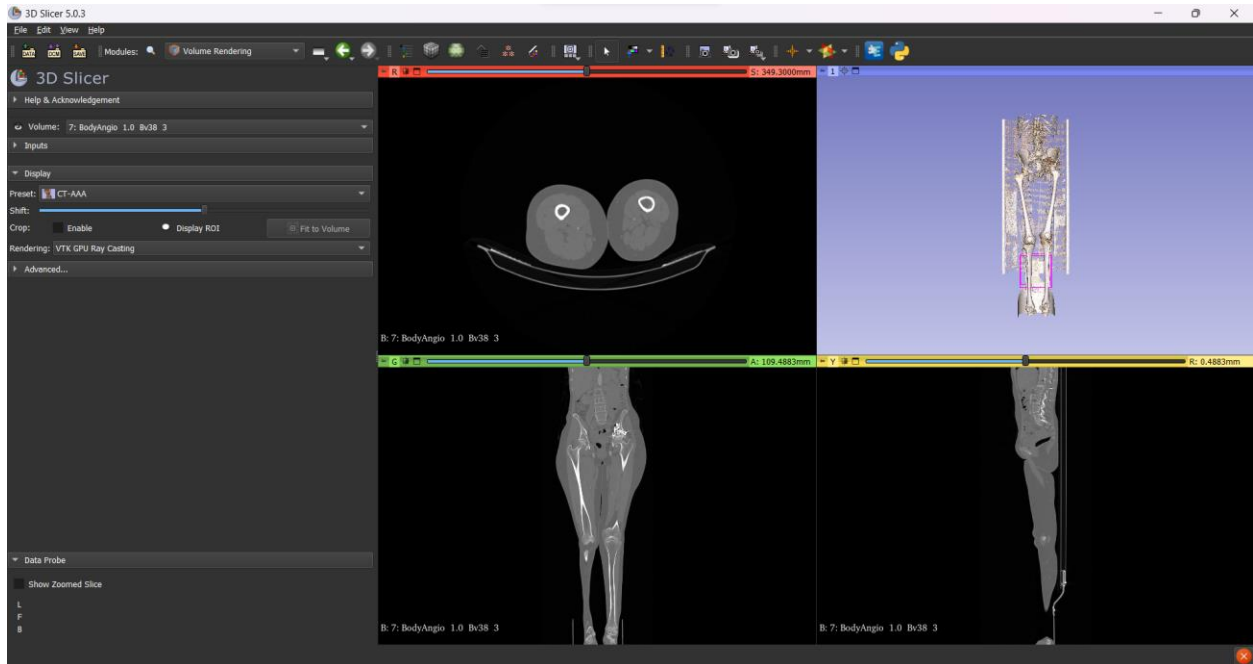 3D Slicer 5.0.3
File Edit View Help
DATA DCM SAVE Modules: Volume Rendering
3D Slicer
Help & Acknowledgement
Volume: 7: BodyAngio 1.0 Bv38 3
Inputs
Display
Preset: CT-AAA
Shift:
Crop: Enable Display ROI Fit to Volume
Rendering: VTK GPU Ray Casting
Advanced...
Data Probe
Show Zoomed Slice
L
F
B
R S: 349.3000mm
B: 7: BodyAngio 1.0 Bv38 3
1
G A: 109.4883mm
B: 7: BodyAngio 1.0 Bv38 3
Y R: 0.4883mm
B: 7: BodyAngio 1.0 Bv38 3